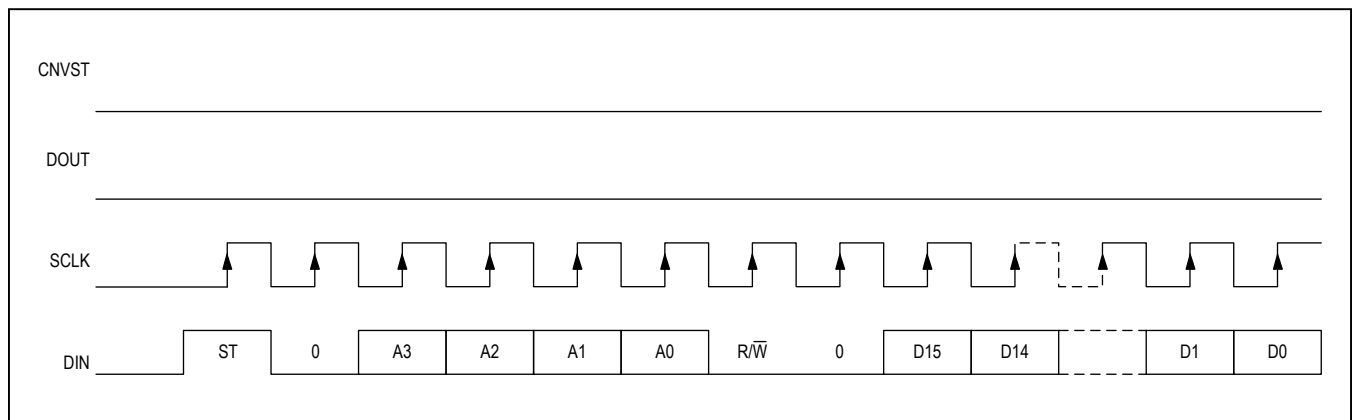 CNVST
DOUT
SCLK
DIN ST 0 A3 A2 A1 A0 R/W̅ 0 D15 D14 D1 D0